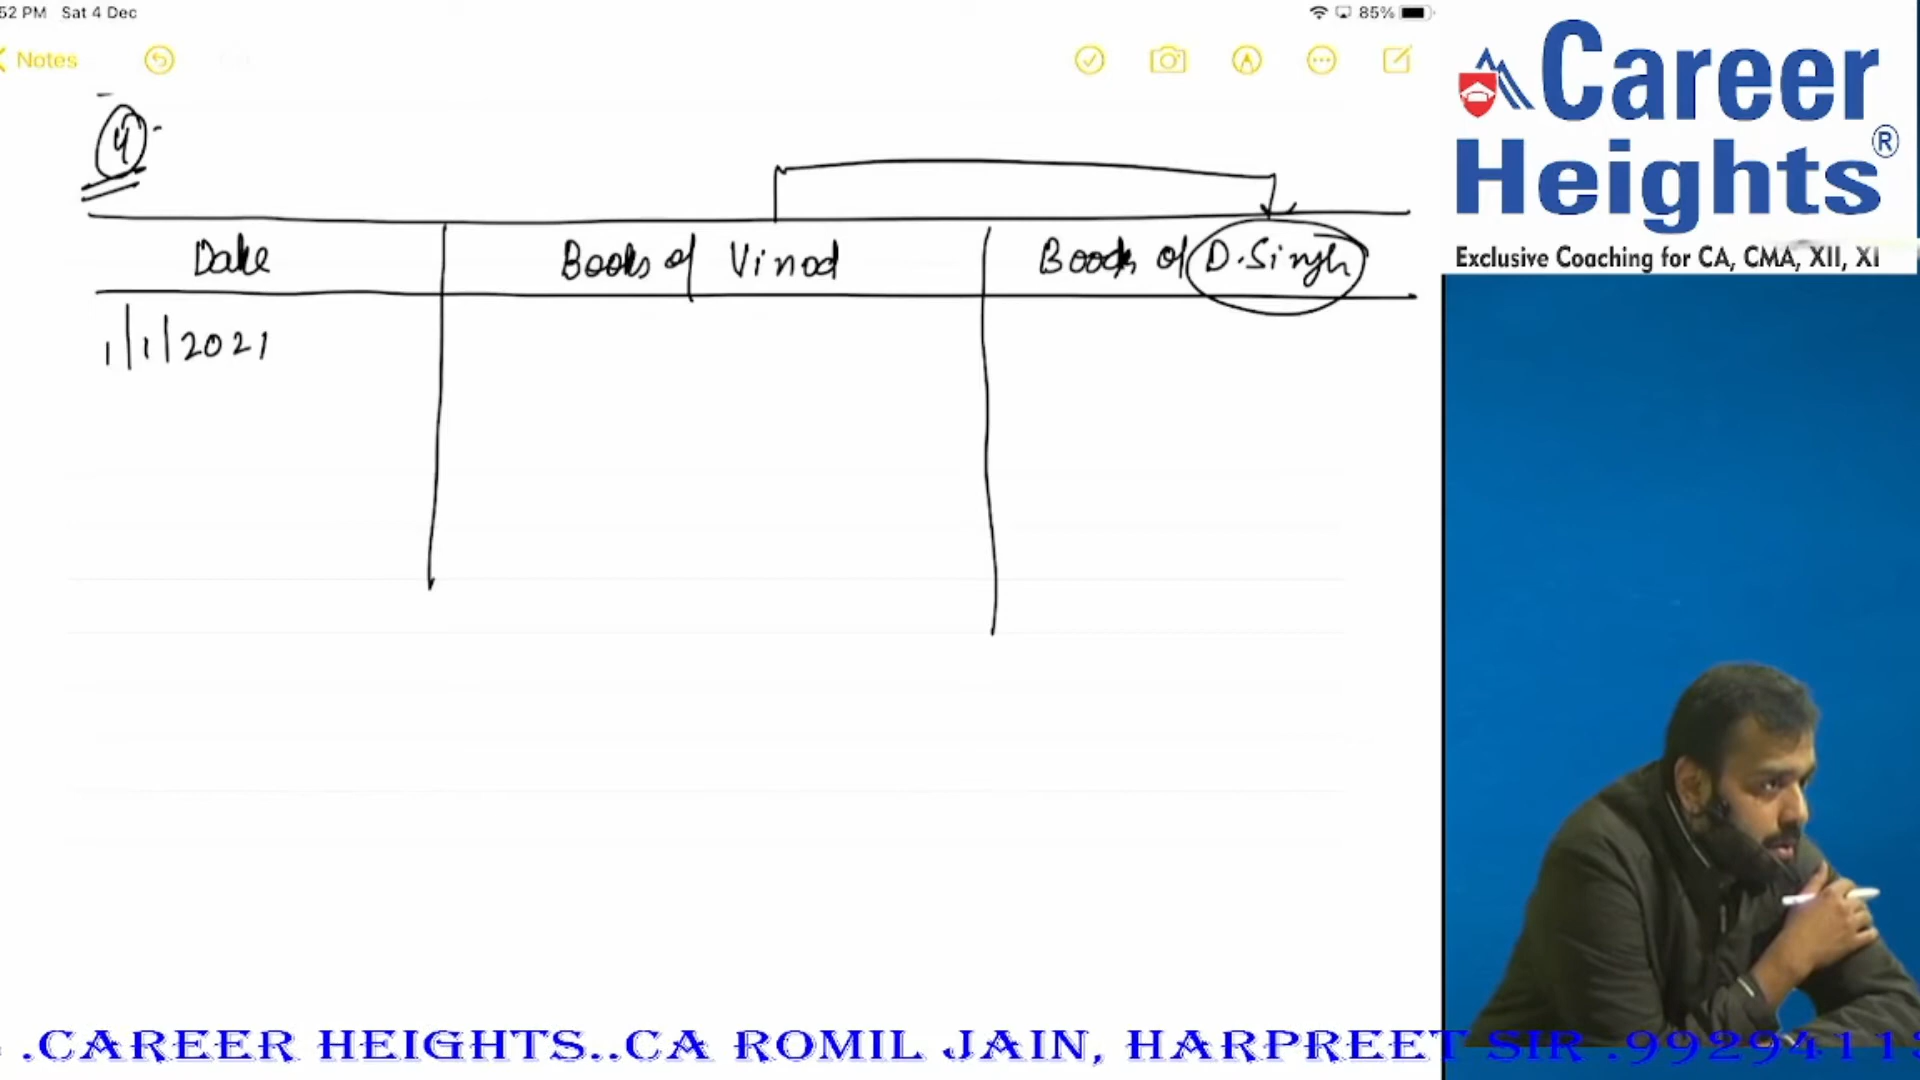 52 PM Sat 4 Dec
85%
Notes
4
Date Books of Vinod Books of D. Singh
1/1/2021
Career
Heights®
Exclusive Coaching for CA, CMA, XII, XI
.CAREER HEIGHTS..CA ROMIL JAIN, HARPREET SIR .99294113